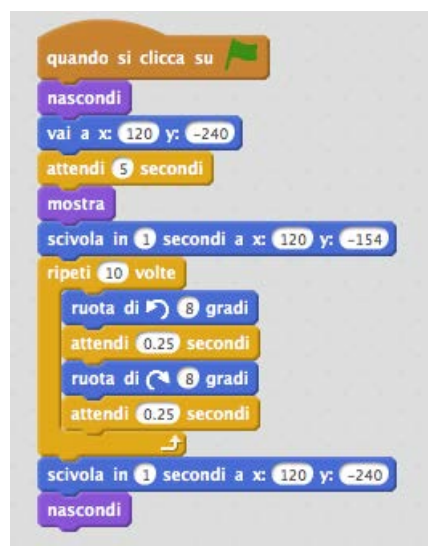 quando si clicca su
nascondi
vai a x: 120 y: -240
attendi 5 secondi
mostra
scivola in 1 secondi a x: 120 y: -154
ripeti 10 volte
ruota di 8 gradi
attendi 0.25 secondi
ruota di 8 gradi
attendi 0.25 secondi
scivola in 1 secondi a x: 120 y: -240
nascondi